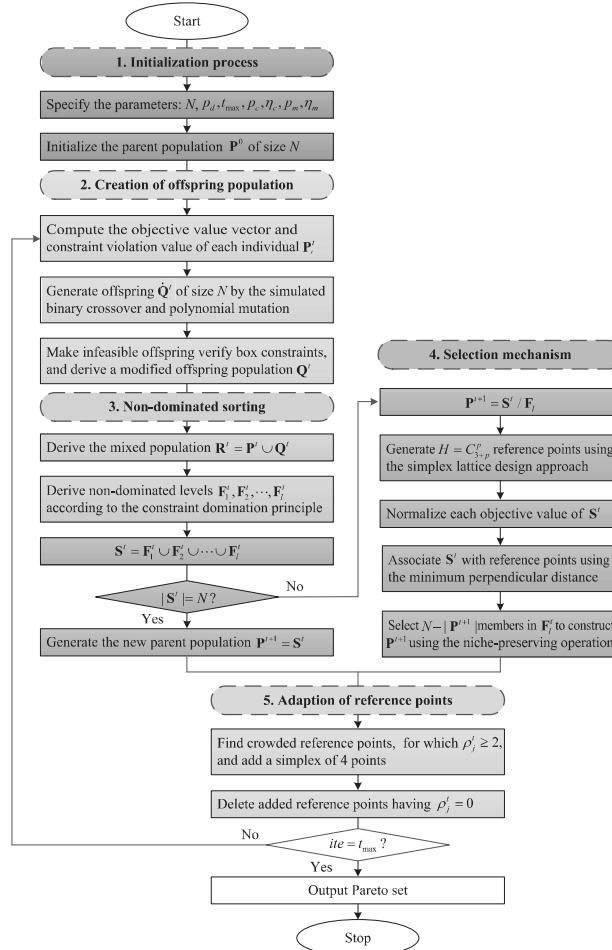 Start
1. Initialization process
Specify the parameters: N, p_d, t_max, p_c, η_c, p_m, η_m
Initialize the parent population P^0 of size N
2. Creation of offspring population
Compute the objective value vector and
constraint violation value of each individual P_i^t
Generate offspring Q̇^t of size N by the simulated
binary crossover and polynomial mutation
Make infeasible offspring verify box constraints,
and derive a modified offspring population Q^t
3. Non-dominated sorting
Derive the mixed population R^t = P^t ∪ Q^t
Derive non-dominated levels F_1^t, F_2^t, ⋯, F_l^t
according to the constraint domination principle
S^t = F_1^t ∪ F_2^t ∪ ⋯ ∪ F_l^t
| S^t |= N ?
No
Yes
Generate the new parent population P^{t+1} = S^t
4. Selection mechanism
P^{t+1} = S^t / F_l
Generate H = C_{3+p}^p reference points using
the simplex lattice design approach
Normalize each objective value of S^t
Associate S^t with reference points using
the minimum perpendicular distance
Select N−| P^{t+1} |members in F_l^t to construct
P^{t+1} using the niche-preserving operation
5. Adaption of reference points
Find crowded reference points, for which ρ_j^t ≥ 2,
and add a simplex of 4 points
Delete added reference points having ρ_j^t = 0
No
ite = t_max ?
Yes
Output Pareto set
Stop